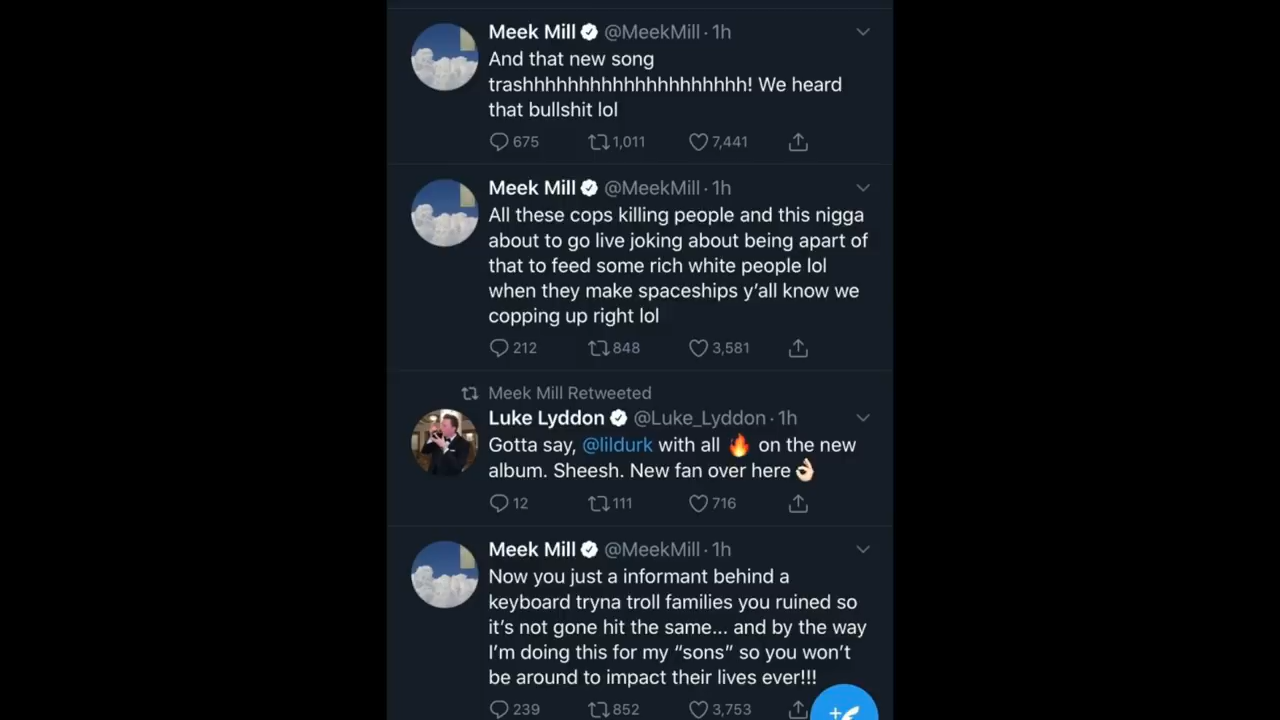 Meek Mill @MeekMill · 1h
And that new song
trashhhhhhhhhhhhhhhhhhhhh! We heard
that bullshit lol
675 1,011 7,441
Meek Mill @MeekMill · 1h
All these cops killing people and this nigga
about to go live joking about being apart of
that to feed some rich white people lol
when they make spaceships y’all know we
copping up right lol
212 848 3,581
Meek Mill Retweeted
Luke Lyddon @Luke_Lyddon · 1h
Gotta say, @lildurk with all 🔥 on the new
album. Sheesh. New fan over here👌🏻
12 111 716
Meek Mill @MeekMill · 1h
Now you just a informant behind a
keyboard tryna troll families you ruined so
it’s not gone hit the same... and by the way
I’m doing this for my “sons” so you won’t
be around to impact their lives ever!!!
239 852 3,753